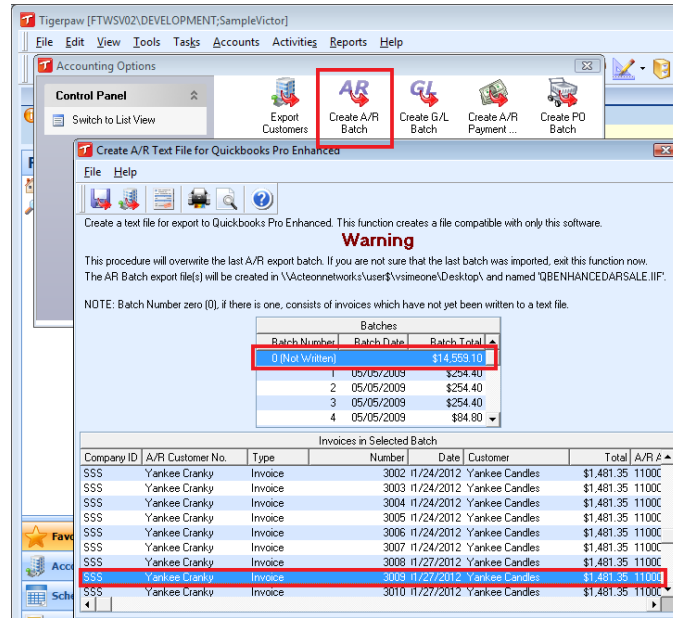 Tigerpaw [FTWSV02\DEVELOPMENT;SampleVictor]
File Edit View Tools Tasks Accounts Activities Reports Help
Accounting Options
Control Panel
Switch to List View
Export Customers
Create A/R Batch
Create G/L Batch
Create A/R Payment ...
Create PO Batch
Create A/R Text File for Quickbooks Pro Enhanced
File Help
Create a text file for export to Quickbooks Pro Enhanced. This function creates a file compatible with only this software.
Warning
This procedure will overwrite the last A/R export batch. If you are not sure that the last batch was imported, exit this function now.
The AR Batch export file(s) will be created in \\Acteonnetworks\user$\vsimeone\Desktop\ and named 'QBENHANCEDARSALE.IIF'.
NOTE: Batch Number zero (0), if there is one, consists of invoices which have not yet been written to a text file.
Batches
Batch Number Batch Date Batch Total
0 (Not Written) $14,559.10
1 05/05/2009 $254.40
2 05/05/2009 $254.40
3 05/05/2009 $254.40
4 05/05/2009 $84.80
Invoices in Selected Batch
Company ID A/R Customer No. Type Number Date Customer Total A/R A
SSS Yankee Cranky Invoice 3002 1/24/2012 Yankee Candles $1,481.35 11000
SSS Yankee Cranky Invoice 3003 1/24/2012 Yankee Candles $1,481.35 11000
SSS Yankee Cranky Invoice 3004 1/24/2012 Yankee Candles $1,481.35 11000
SSS Yankee Cranky Invoice 3005 1/24/2012 Yankee Candles $1,481.35 11000
SSS Yankee Cranky Invoice 3006 1/24/2012 Yankee Candles $1,481.35 11000
SSS Yankee Cranky Invoice 3007 1/24/2012 Yankee Candles $1,481.35 11000
SSS Yankee Cranky Invoice 3008 1/27/2012 Yankee Candles $1,481.35 11000
SSS Yankee Cranky Invoice 3009 1/27/2012 Yankee Candles $1,481.35 11000
SSS Yankee Cranky Invoice 3010 1/27/2012 Yankee Candles $1,481.35 11000
Favo
Acco
Sche